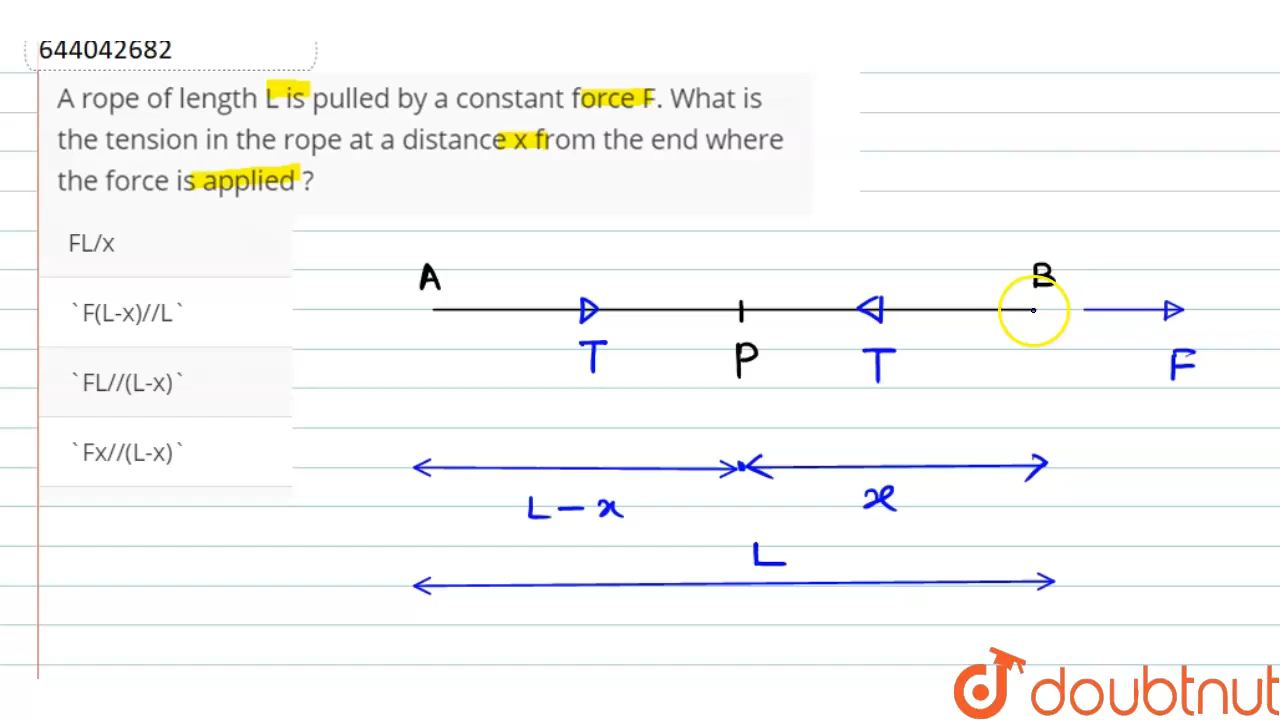 644042682
A rope of length L is pulled by a constant force F. What is
the tension in the rope at a distance x from the end where
the force is applied ?
FL/x
`F(L-x)//L`
`FL//(L-x)`
`Fx//(L-x)`
A B
T P T F
L - x x
L
doubtnut